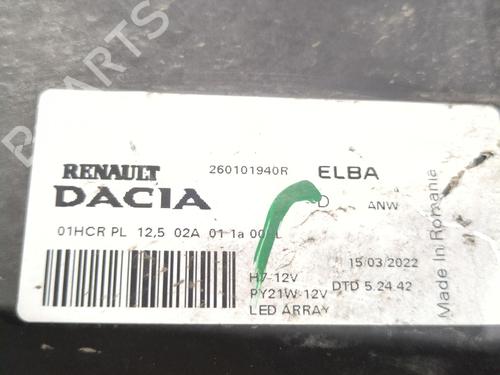 PARTS
RENAULT 260101940R ELBA
DACIA D ANW
01HCR PL 12,5 02A 01 1a
15/03/2022
H7-12V
PY21W-12V DTD 5.24 42
LED ARRAY
Made In Romania